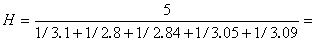 H = 5 / (1/3.1+1/2.8+1/2.84+1/3.05+1/3.09) =